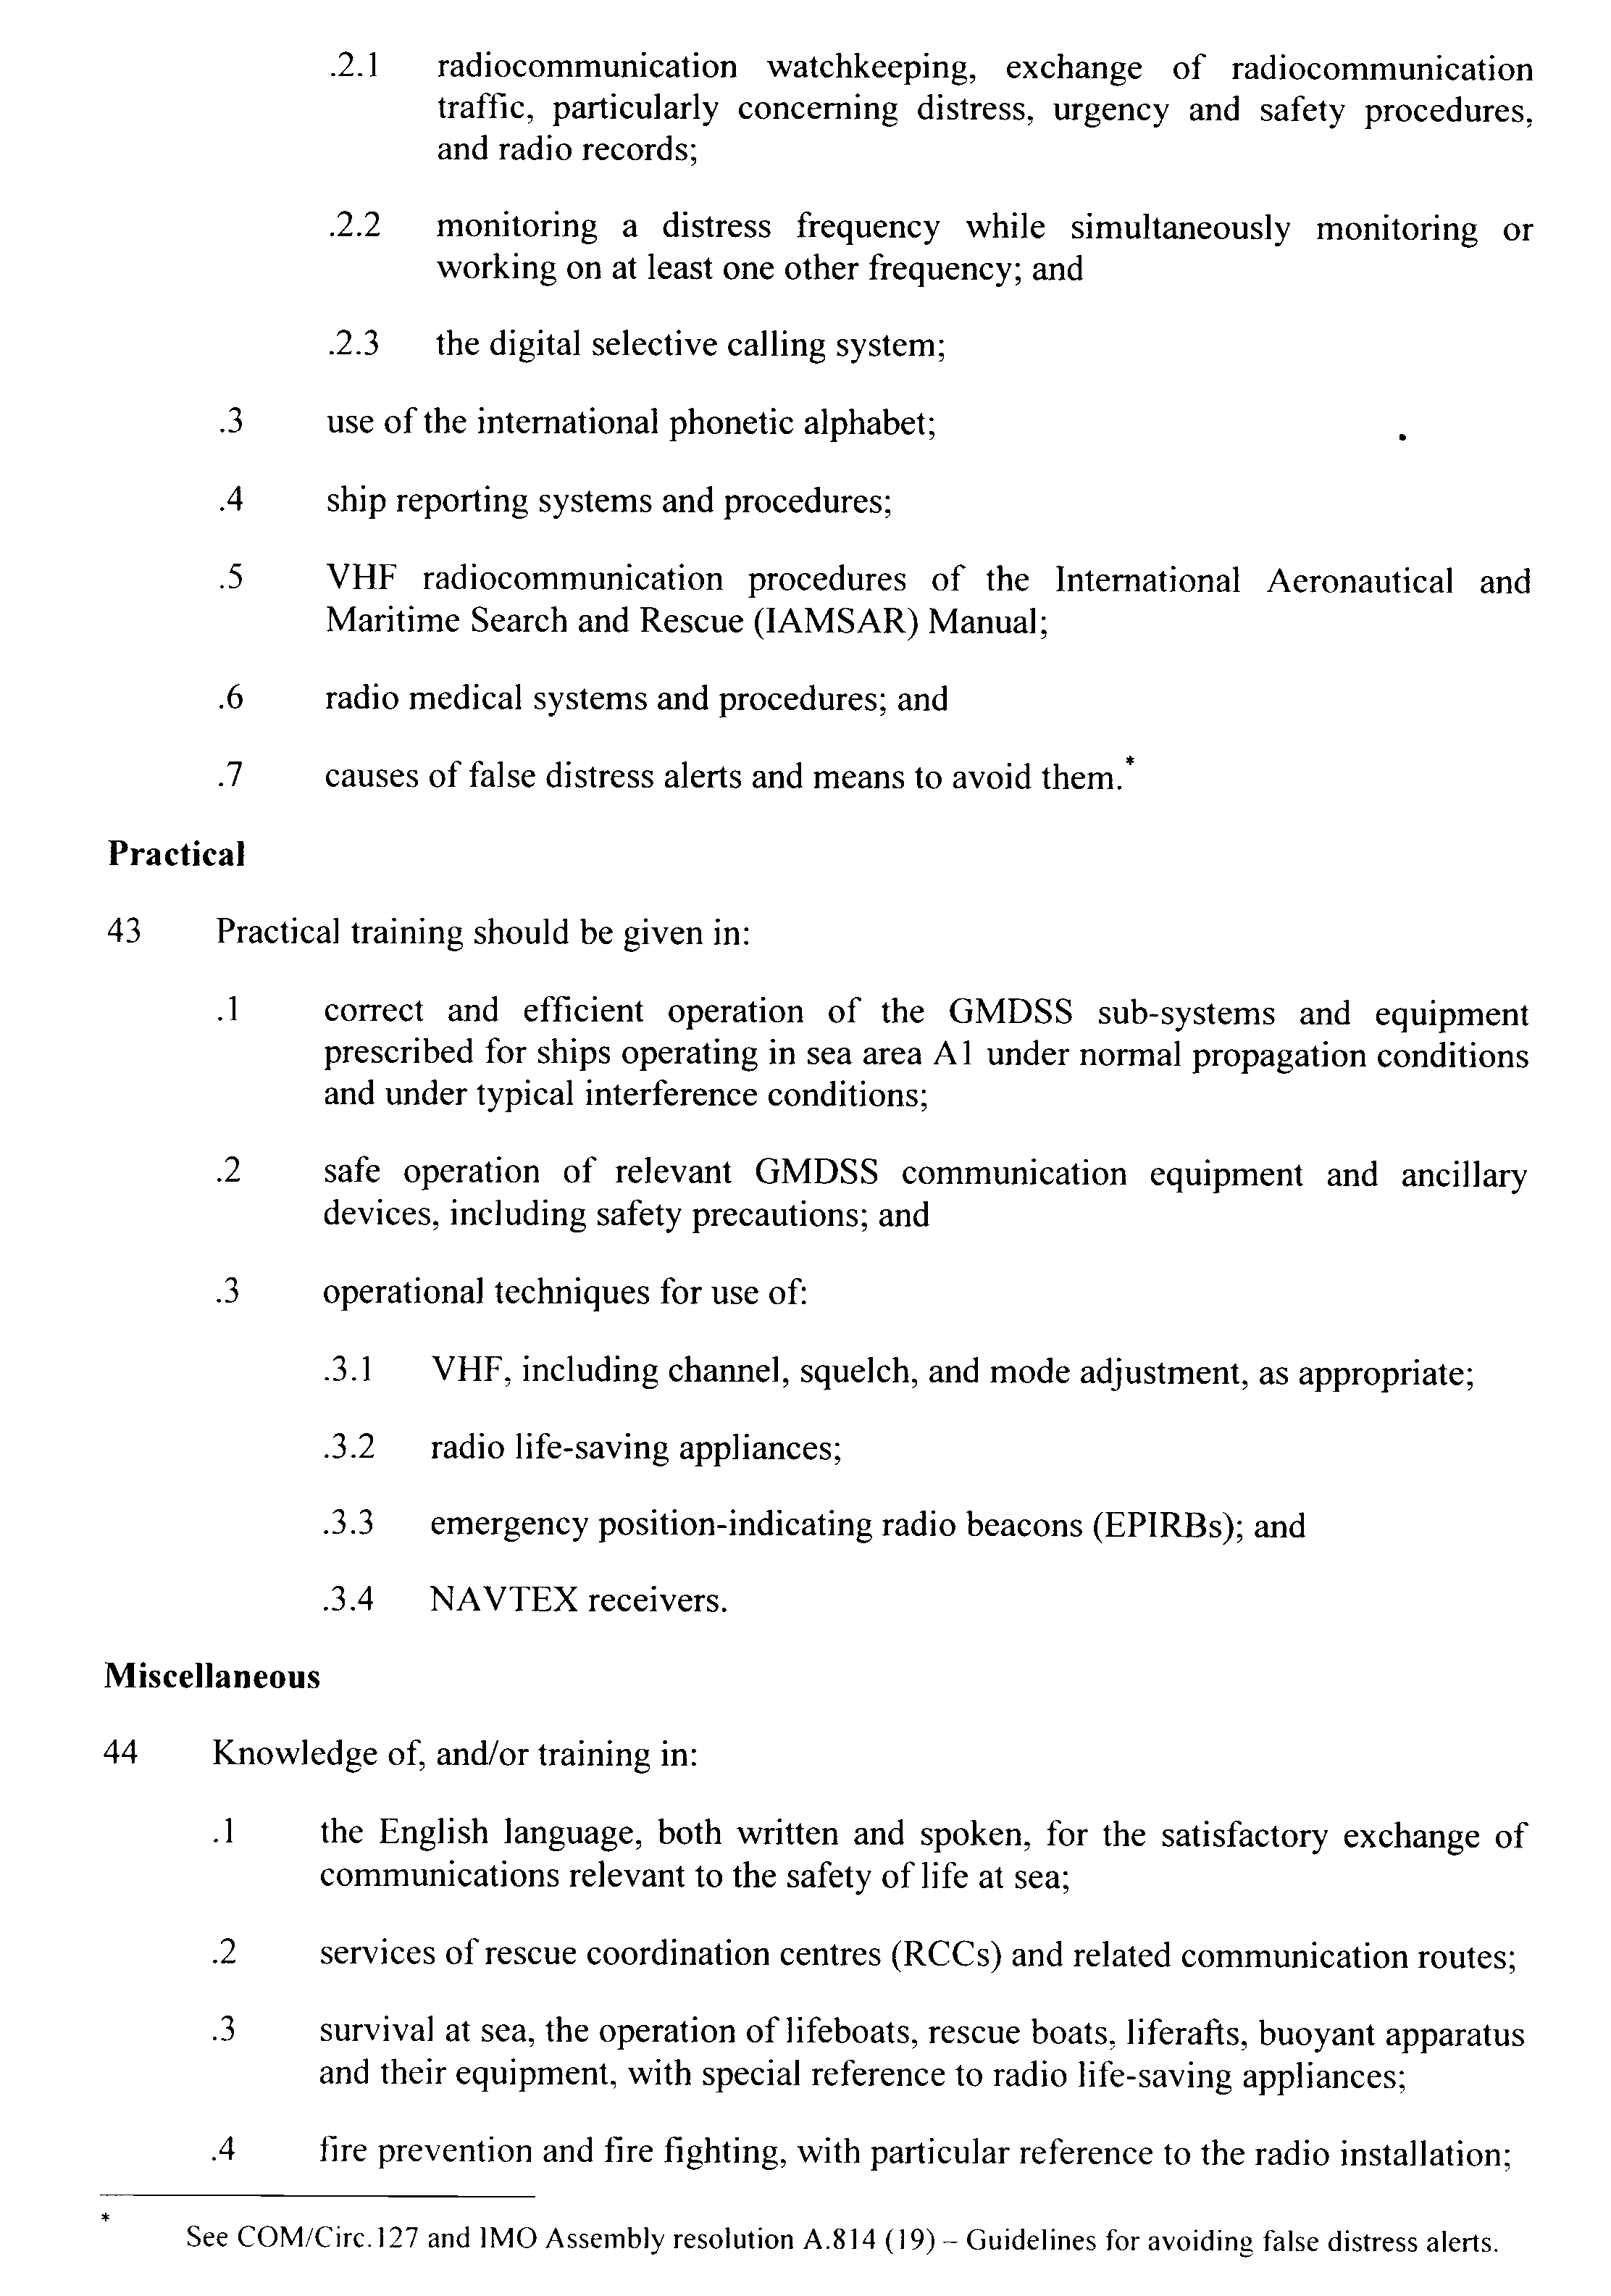 .2.1 radiocommunication watchkeeping, exchange of radiocommunication
traffic, particularly concerning distress, urgency and safety procedures,
and radio records;
.2.2 monitoring a distress frequency while simultaneously monitoring or
working on at least one other frequency; and
.2.3 the digital selective calling system;
.3 use of the international phonetic alphabet;
.4 ship reporting systems and procedures;
.5 VHF radiocommunication procedures of the International Aeronautical and
Maritime Search and Rescue (IAMSAR) Manual;
.6 radio medical systems and procedures; and
.7 causes of false distress alerts and means to avoid them.*
Practical
43 Practical training should be given in:
.1 correct and efficient operation of the GMDSS sub-systems and equipment
prescribed for ships operating in sea area A1 under normal propagation conditions
and under typical interference conditions;
.2 safe operation of relevant GMDSS communication equipment and ancillary
devices, including safety precautions; and
.3 operational techniques for use of:
.3.1 VHF, including channel, squelch, and mode adjustment, as appropriate;
.3.2 radio life-saving appliances;
.3.3 emergency position-indicating radio beacons (EPIRBs); and
.3.4 NAVTEX receivers.
Miscellaneous
44 Knowledge of, and/or training in:
.1 the English language, both written and spoken, for the satisfactory exchange of
communications relevant to the safety of life at sea;
.2 services of rescue coordination centres (RCCs) and related communication routes;
.3 survival at sea, the operation of lifeboats, rescue boats, liferafts, buoyant apparatus
and their equipment, with special reference to radio life-saving appliances;
.4 fire prevention and fire fighting, with particular reference to the radio installation;
* See COM/Circ.127 and IMO Assembly resolution A.814 (19) – Guidelines for avoiding false distress alerts.